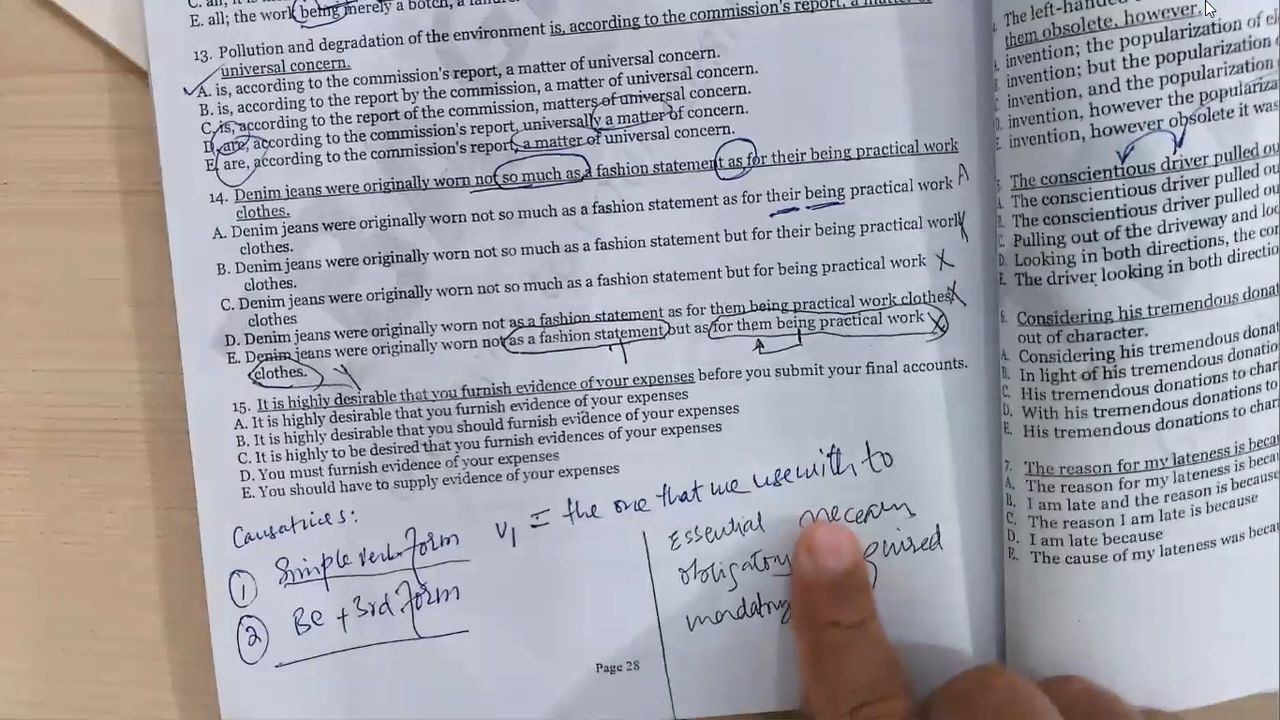 E. all; the work being merely a botch, a
13. Pollution and degradation of the environment is, according to the commission's report, a matter of
universal concern.
A. is, according to the commission's report, a matter of universal concern.
B. is, according to the report by the commission, a matter of universal concern.
C. is, according to the report of the commission, matters of universal concern.
D. are, according to the commission's report, universally a matter of concern.
E. are, according to the commission's report, a matter of universal concern.
14. Denim jeans were originally worn not so much as a fashion statement as for their being practical work
clothes.
A. Denim jeans were originally worn not so much as a fashion statement as for their being practical work
clothes.
B. Denim jeans were originally worn not so much as a fashion statement but for their being practical work
clothes.
C. Denim jeans were originally worn not so much as a fashion statement but for being practical work
clothes
D. Denim jeans were originally worn not as a fashion statement as for them being practical work clothes
E. Denim jeans were originally worn not as a fashion statement but as for them being practical work
clothes.
15. It is highly desirable that you furnish evidence of your expenses before you submit your final accounts.
A. It is highly desirable that you furnish evidence of your expenses
B. It is highly desirable that you should furnish evidence of your expenses
C. It is highly to be desired that you furnish evidences of your expenses
D. You must furnish evidence of your expenses
E. You should have to supply evidence of your expenses
Causatives:
① Simple verb form
② Be + 3rd form
V1 = the one that we use with to
Essential
obligatory
Page 28
The left-hand
them obsolete, however,
invention; the popularization of
invention; but the popularization
invention, and the popularization
invention, however the
invention, however obsolete it was
The conscientious driver pulled
A. The conscientious driver pulled
B. The conscientious driver pulled
C. Pulling out of the driveway and
D. Looking in both directions, the
E. The driver looking in both
6. Considering his tremendous
out of character.
A. Considering his tremendous
B. In light of his tremendous
C. His tremendous donations to
D. With his tremendous donations to
E. His tremendous donations to
7. The reason for my lateness is
A. The reason for my lateness is
B. I am late and the reason is because
C. The reason I am late is because
D. I am late because
E. The cause of my lateness was